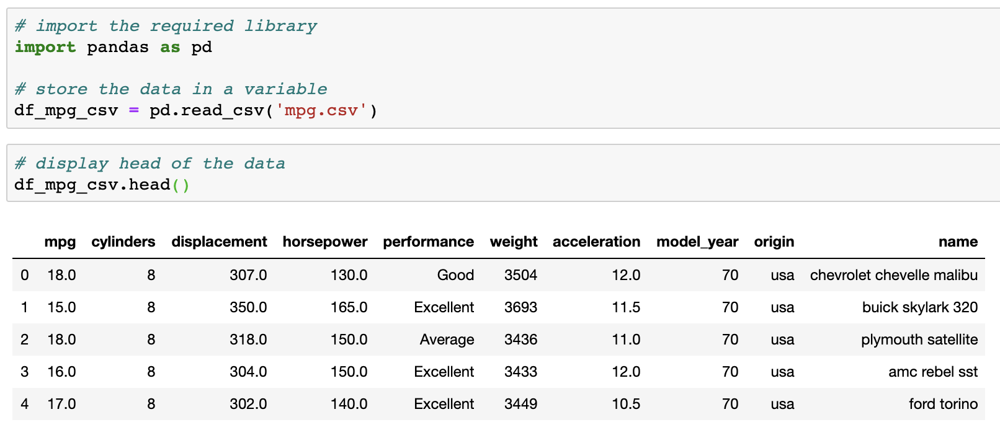 # import the required library
import pandas as pd
# store the data in a variable
df_mpg_csv = pd.read_csv('mpg.csv')
# display head of the data
df_mpg_csv.head()
mpg cylinders displacement horsepower performance weight acceleration model_year origin name
0 18.0 8 307.0 130.0 Good 3504 12.0 70 usa chevrolet chevelle malibu
1 15.0 8 350.0 165.0 Excellent 3693 11.5 70 usa buick skylark 320
2 18.0 8 318.0 150.0 Average 3436 11.0 70 usa plymouth satellite
3 16.0 8 304.0 150.0 Excellent 3433 12.0 70 usa amc rebel sst
4 17.0 8 302.0 140.0 Excellent 3449 10.5 70 usa ford torino